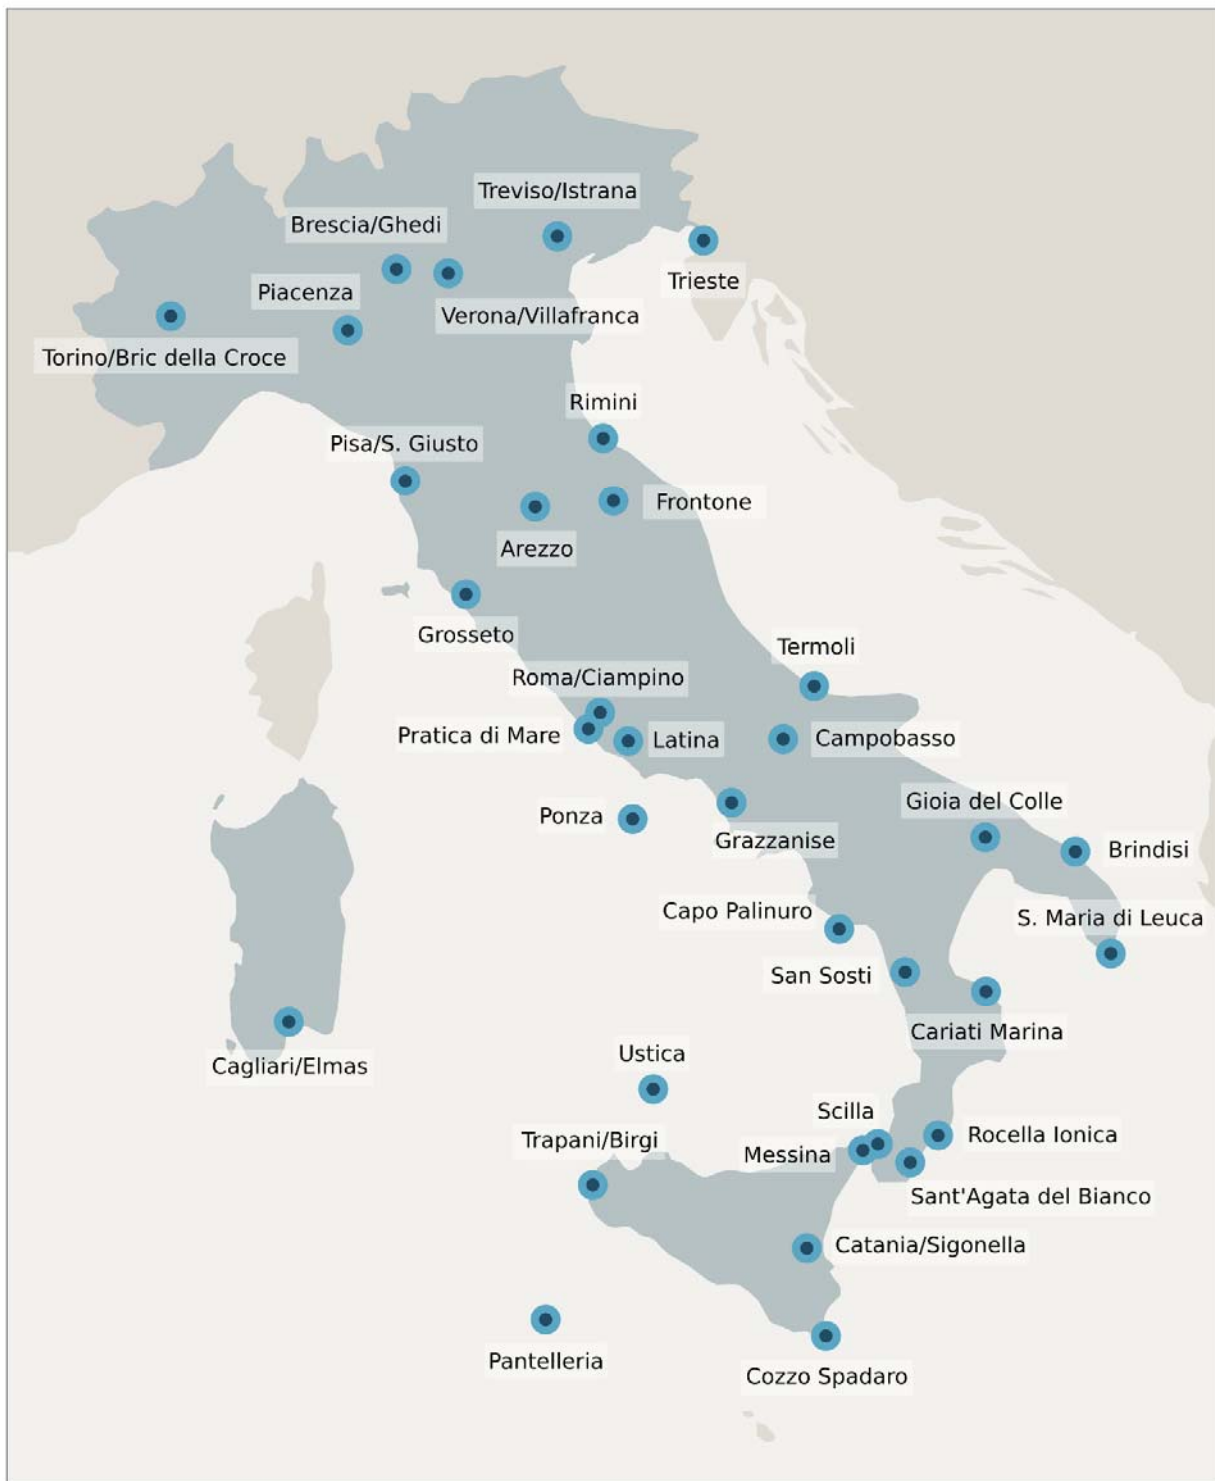 Treviso/Istrana
Brescia/Ghedi
Trieste
Piacenza
Verona/Villafranca
Torino/Bric della Croce
Rimini
Pisa/S. Giusto
Frontone
Arezzo
Grosseto
Termoli
Roma/Ciampino
Pratica di Mare
Latina
Campobasso
Gioia del Colle
Ponza
Grazzanise
Brindisi
Capo Palinuro
S. Maria di Leuca
San Sosti
Cariati Marina
Ustica
Cagliari/Elmas
Scilla
Trapani/Birgi
Rocella Ionica
Messina
Sant'Agata del Bianco
Catania/Sigonella
Pantelleria
Cozzo Spadaro